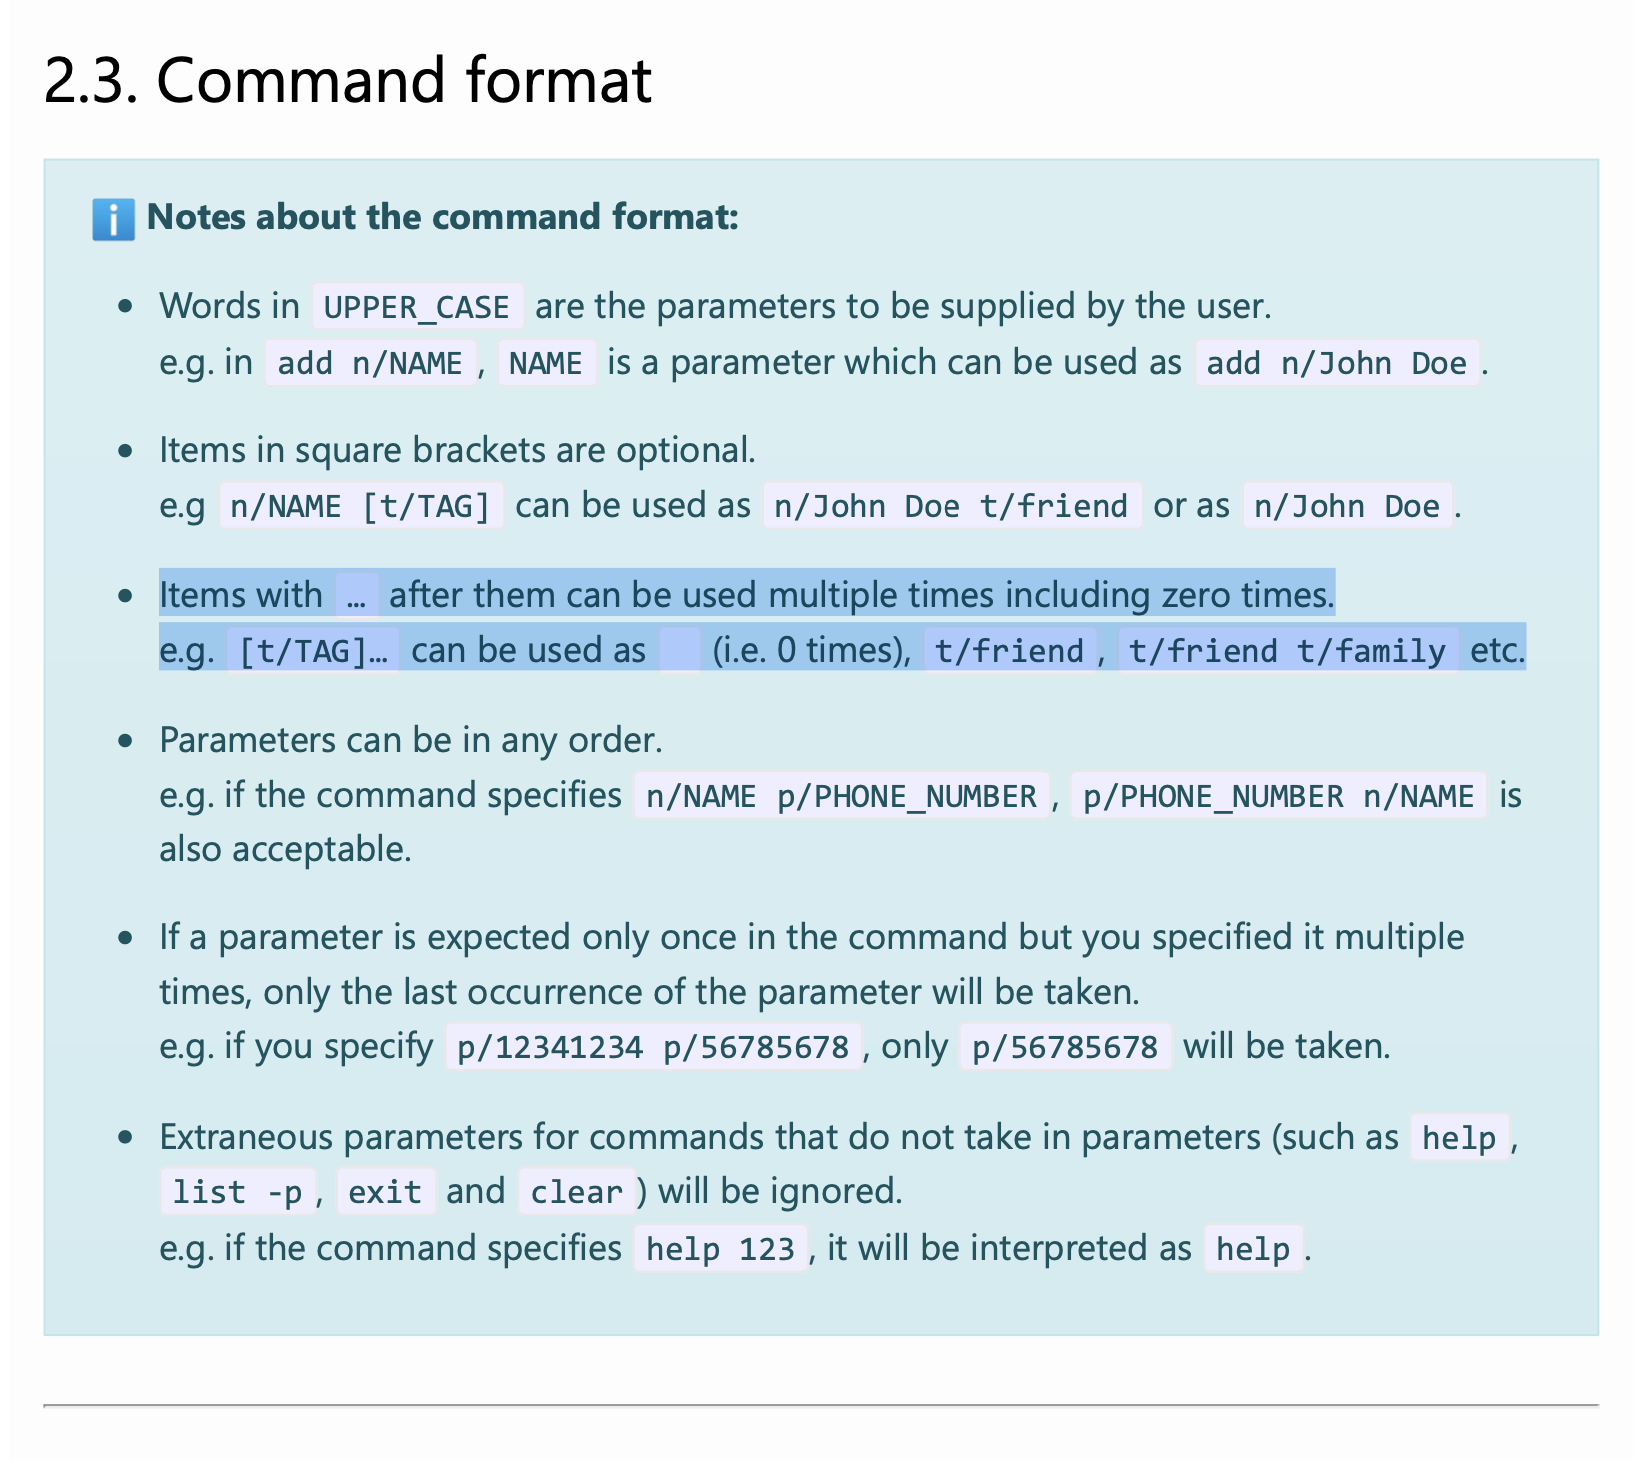 2.3. Command format
Notes about the command format:
Words in UPPER_CASE are the parameters to be supplied by the user.
e.g. in add n/NAME, NAME is a parameter which can be used as add n/John Doe.
Items in square brackets are optional.
e.g n/NAME [t/TAG] can be used as n/John Doe t/friend or as n/John Doe.
Items with … after them can be used multiple times including zero times.
e.g. [t/TAG]… can be used as   (i.e. 0 times), t/friend, t/friend t/family etc.
Parameters can be in any order.
e.g. if the command specifies n/NAME p/PHONE_NUMBER, p/PHONE_NUMBER n/NAME is
also acceptable.
If a parameter is expected only once in the command but you specified it multiple
times, only the last occurrence of the parameter will be taken.
e.g. if you specify p/12341234 p/56785678, only p/56785678 will be taken.
Extraneous parameters for commands that do not take in parameters (such as help,
list -p, exit and clear) will be ignored.
e.g. if the command specifies help 123, it will be interpreted as help.